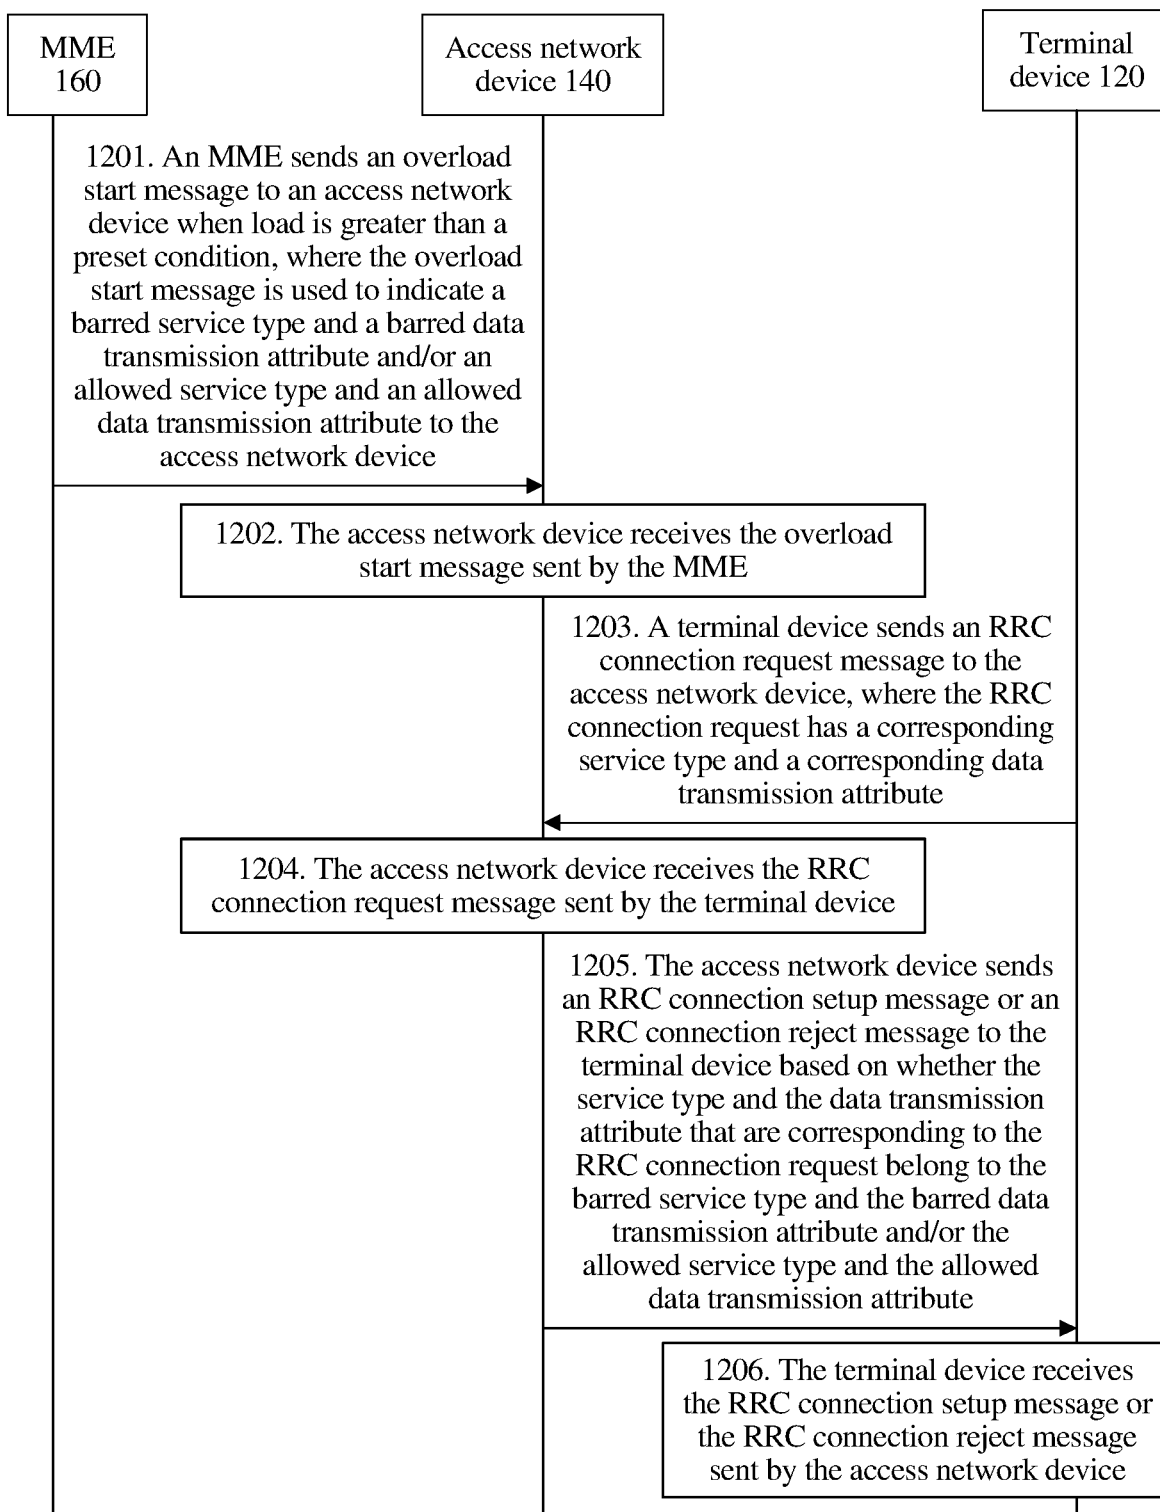 MME
160
Access network
device 140
Terminal
device 120
1201. An MME sends an overload
start message to an access network
device when load is greater than a
preset condition, where the overload
start message is used to indicate a
barred service type and a barred data
transmission attribute and/or an
allowed service type and an allowed
data transmission attribute to the
access network device
1202. The access network device receives the overload
start message sent by the MME
1203. A terminal device sends an RRC
connection request message to the
access network device, where the RRC
connection request has a corresponding
service type and a corresponding data
transmission attribute
1204. The access network device receives the RRC
connection request message sent by the terminal device
1205. The access network device sends
an RRC connection setup message or an
RRC connection reject message to the
terminal device based on whether the
service type and the data transmission
attribute that are corresponding to the
RRC connection request belong to the
barred service type and the barred data
transmission attribute and/or the
allowed service type and the allowed
data transmission attribute
1206. The terminal device receives
the RRC connection setup message or
the RRC connection reject message
sent by the access network device